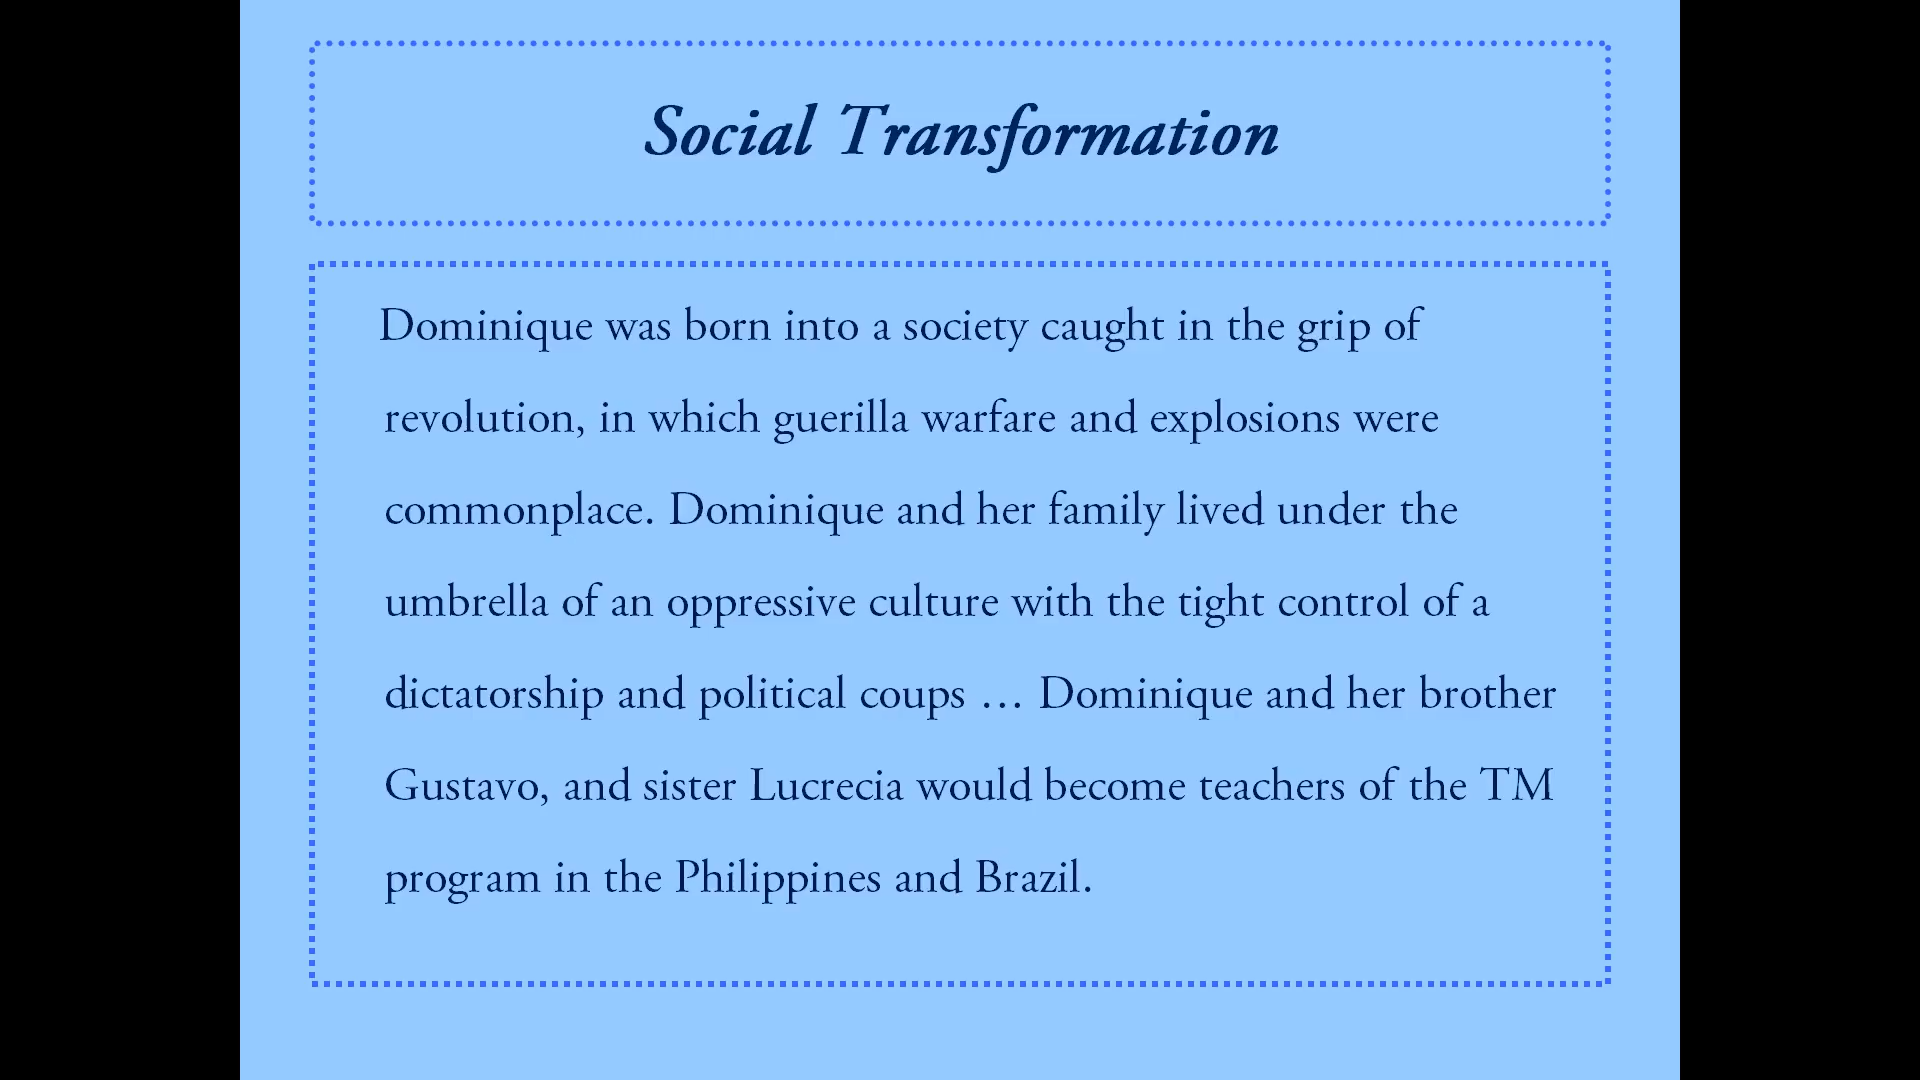 Social Transformation
Dominique was born into a society caught in the grip of
revolution, in which guerilla warfare and explosions were
commonplace. Dominique and her family lived under the
umbrella of an oppressive culture with the tight control of a
dictatorship and political coups … Dominique and her brother
Gustavo, and sister Lucrecia would become teachers of the TM
program in the Philippines and Brazil.